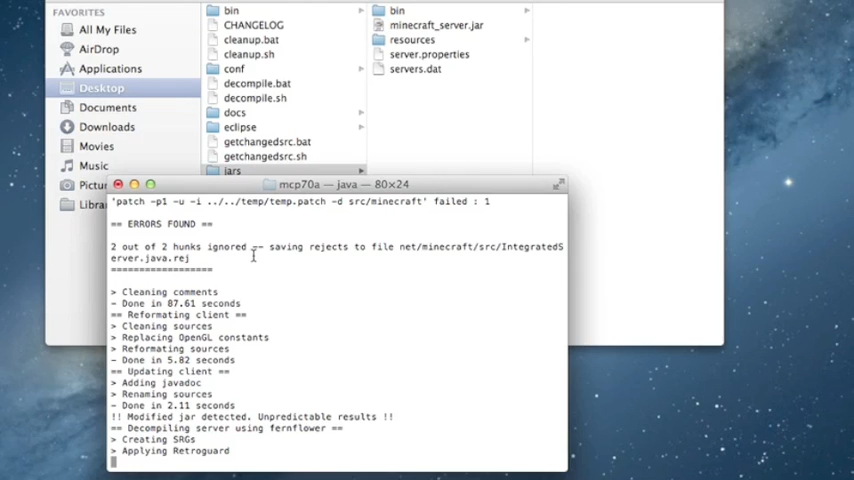 FAVORITES
All My Files
AirDrop
Applications
Desktop
Documents
Downloads
Movies
Music
bin
CHANGELOG
cleanup.bat
cleanup.sh
conf
decompile.bat
decompile.sh
docs
eclipse
getchangedsrc.bat
getchangedsrc.sh
jars
bin
minecraft_server.jar
resources
server.properties
servers.dat
mcp70a — java — 80×24
'patch -p1 -u -i ../../temp/temp.patch -d src/minecraft' failed : 1
== ERRORS FOUND ==
2 out of 2 hunks ignored -- saving rejects to file net/minecraft/src/IntegratedS
erver.java.rej
==================
> Cleaning comments
- Done in 87.61 seconds
== Reformating client ==
> Cleaning sources
> Replacing OpenGL constants
> Reformating sources
- Done in 5.82 seconds
== Updating client ==
> Adding javadoc
> Renaming sources
- Done in 2.11 seconds
!! Modified jar detected. Unpredictable results !!
== Decompiling server using fernflower ==
> Creating SRGs
> Applying Retroguard